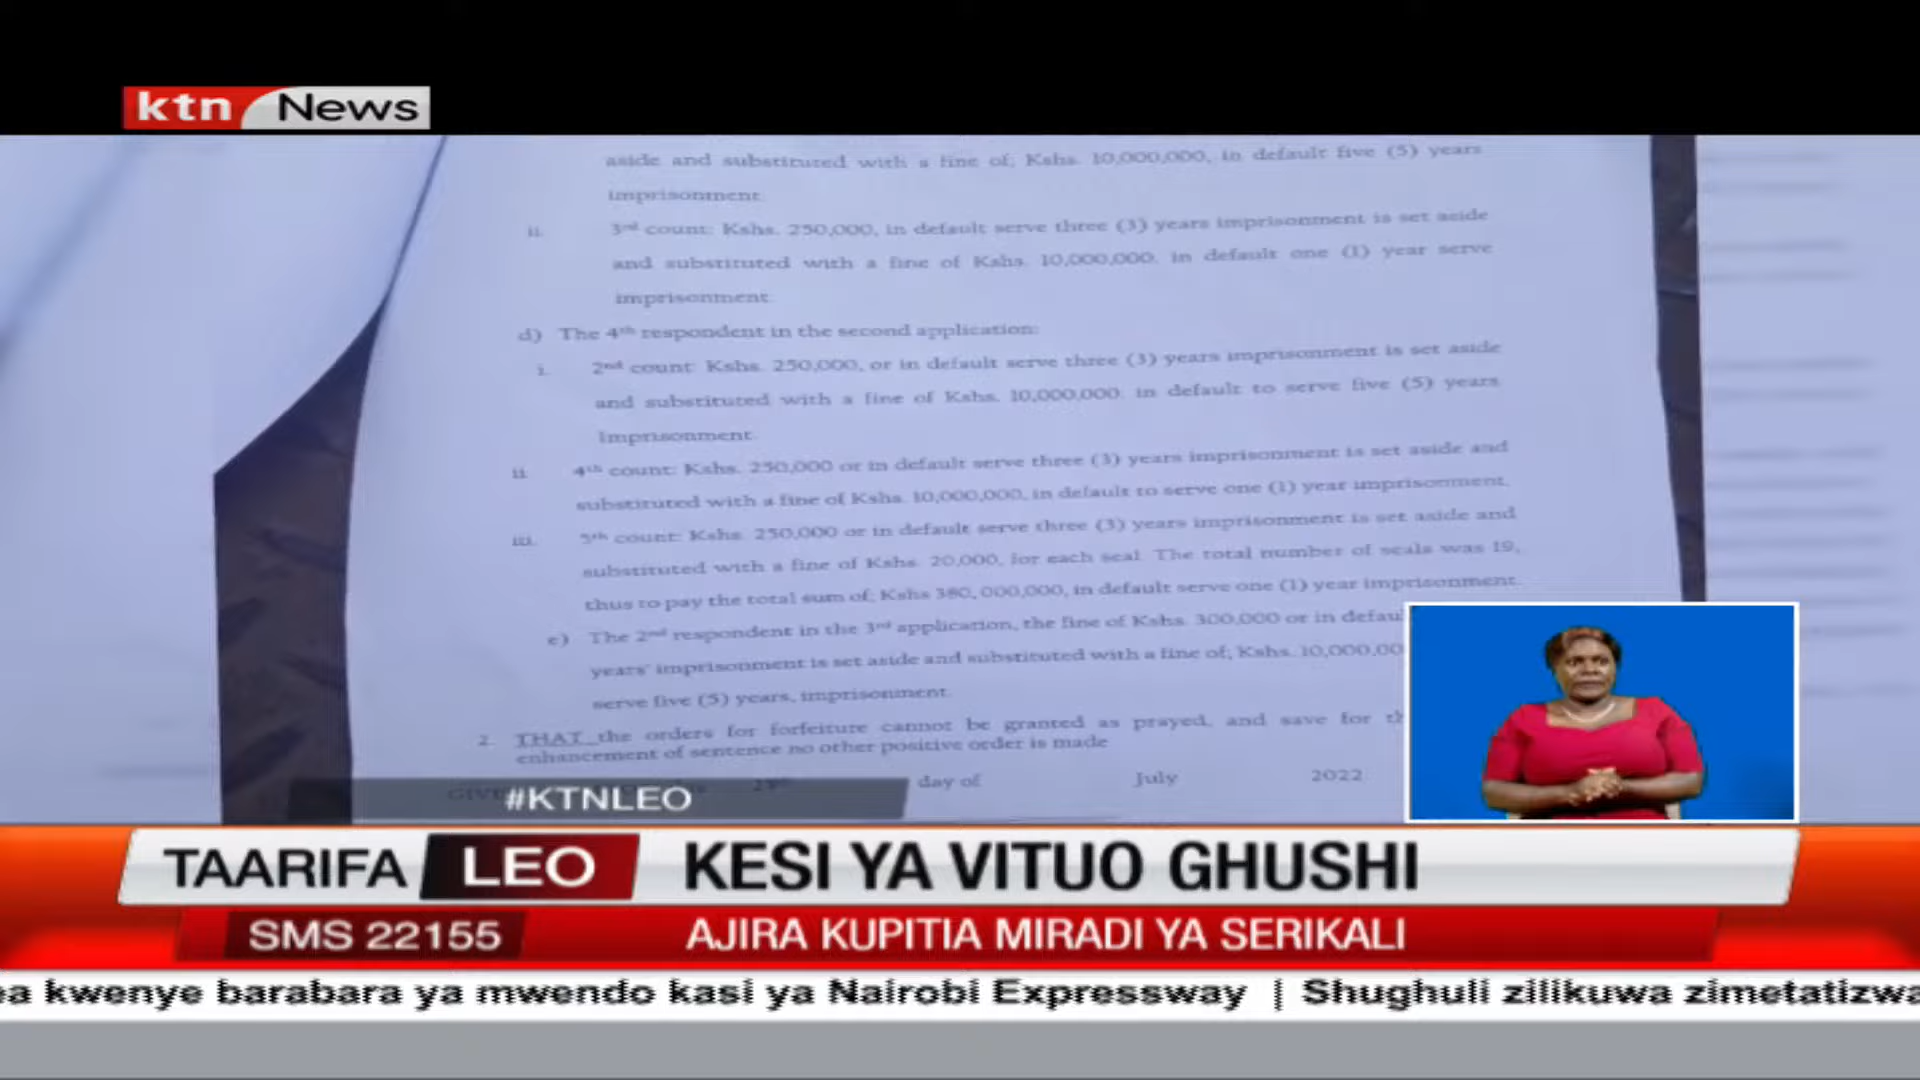 ktn News
aside and substituted with a fine of; Kshs. 10,000,000, in default five (5) years
imprisonment.
ii. 3rd count: Kshs. 250,000, in default serve three (3) years imprisonment is set aside
and substituted with a fine of Kshs. 10,000,000. in default one (1) year serve
imprisonment.
d) The 4th respondent in the second application:
i. 2nd count: Kshs. 250,000, or in default serve three (3) years imprisonment is set aside
and substituted with a fine of Kshs. 10,000,000. in default to serve five (5) years
Imprisonment.
ii. 4th count: Kshs. 250,000 or in default serve three (3) years imprisonment is set aside and
substituted with a fine of Kshs. 10,000,000, in default to serve one (1) year imprisonment.
iii. 5th count: Kshs. 250,000 or in default serve three (3) years imprisonment is set aside and
substituted with a fine of Kshs. 20,000, for each seal. The total number of seals was 19,
thus to pay the total sum of; Kshs 380, 000,000, in default serve one (1) year imprisonment.
e) The 2nd respondent in the 3rd application, the fine of Kshs. 300,000 or in
years' imprisonment is set aside and substituted with a fine of; Kshs.
serve five (5) years, imprisonment.
2. THAT the orders for forfeiture cannot be granted as prayed, and save for
enhancement of sentence no other positive order is made
day of July 2022
#KTNLEO
TAARIFA LEO KESI YA VITUO GHUSHI
SMS 22155 AJIRA KUPITIA MIRADI YA SERIKALI
kwenye barabara ya mwendo kasi ya Nairobi Expressway | Shughuli zilikuwa